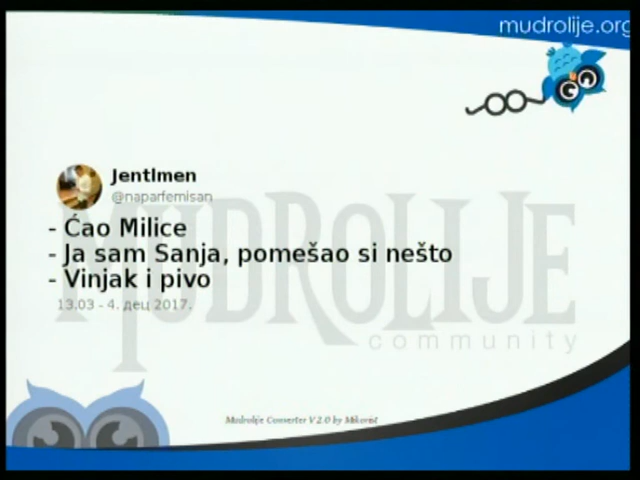 mudrolije.org
Jentlmen
@naparfemisan
- Ćao Milice
- Ja sam Sanja, pomešao si nešto
- Vinjak i pivo
13.03 - 4. дец 2017.
MUDROLIJE
community
Mudrolije Converter V 2.0 by Mikorist